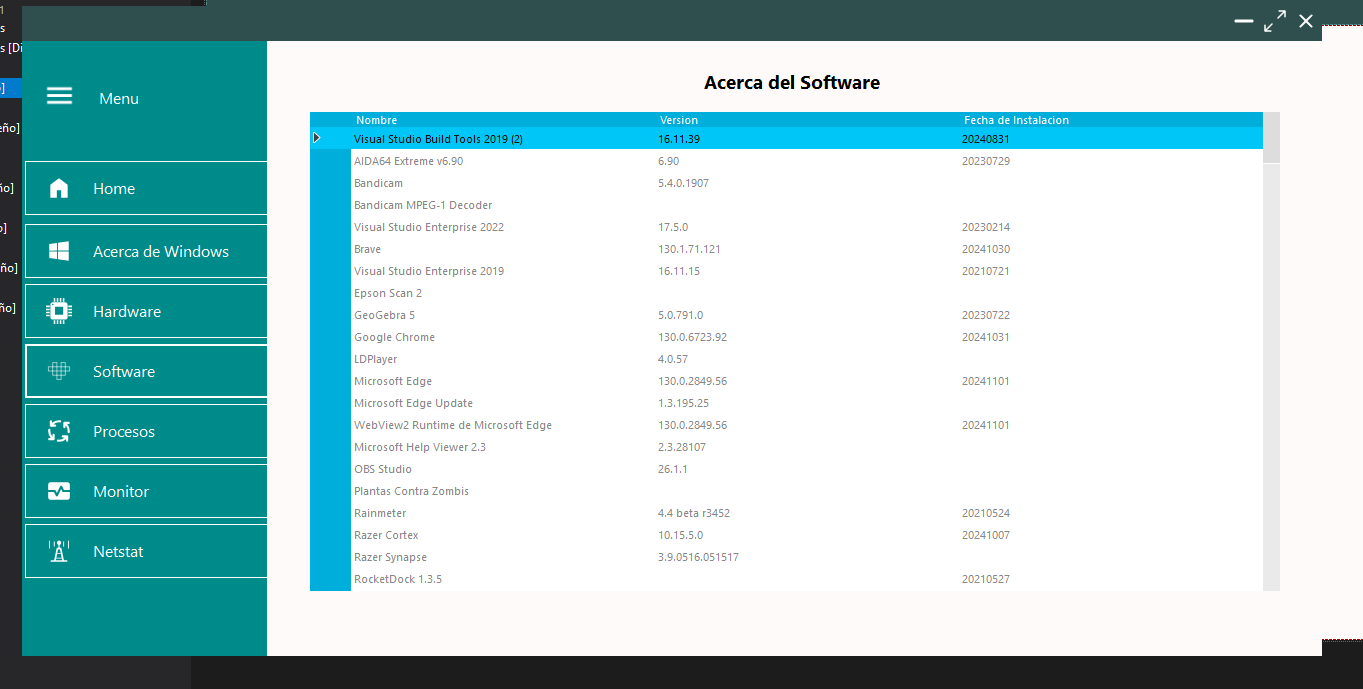 1
s
s [Di
o]
eño]
ño]
o]
ño]
ño]
Menu
Home
Acerca de Windows
Hardware
Software
Procesos
Monitor
Netstat
Acerca del Software
Nombre Version Fecha de Instalacion
Visual Studio Build Tools 2019 (2) 16.11.39 20240831
AIDA64 Extreme v6.90 6.90 20230729
Bandicam 5.4.0.1907
Bandicam MPEG-1 Decoder
Visual Studio Enterprise 2022 17.5.0 20230214
Brave 130.1.71.121 20241030
Visual Studio Enterprise 2019 16.11.15 20210721
Epson Scan 2
GeoGebra 5 5.0.791.0 20230722
Google Chrome 130.0.6723.92 20241031
LDPlayer 4.0.57
Microsoft Edge 130.0.2849.56 20241101
Microsoft Edge Update 1.3.195.25
WebView2 Runtime de Microsoft Edge 130.0.2849.56 20241101
Microsoft Help Viewer 2.3 2.3.28107
OBS Studio 26.1.1
Plantas Contra Zombis
Rainmeter 4.4 beta r3452 20210524
Razer Cortex 10.15.5.0 20241007
Razer Synapse 3.9.0516.051517
RocketDock 1.3.5 20210527